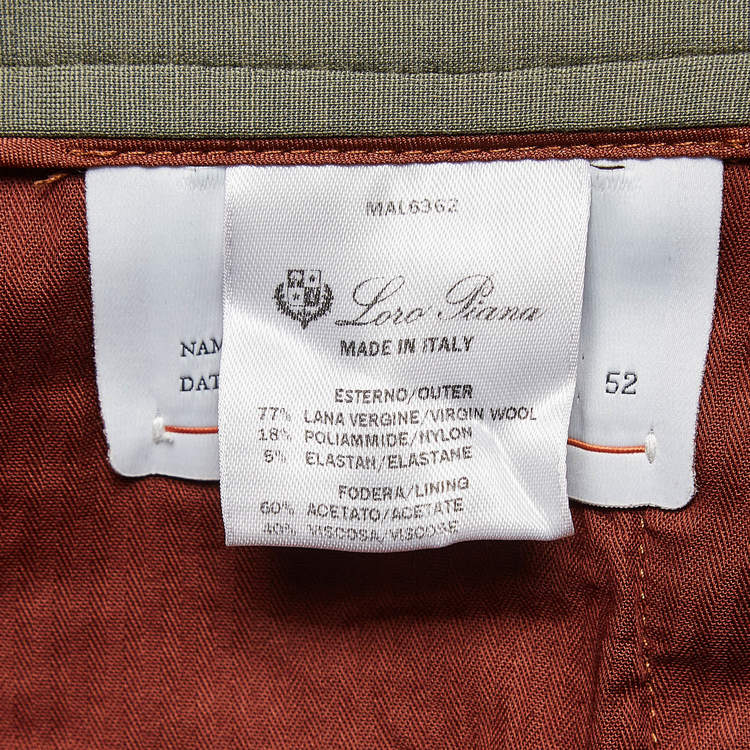 MAL6362
Loro Piana
MADE IN ITALY
NAM
DAT
52
ESTERNO/OUTER
77% LANA VERGINE/VIRGIN WOOL
18% POLIAMMIDE/NYLON
5% ELASTAN/ELASTANE
FODERA/LINING
60% ACETATO/ACETATE
40% VISCOSA/VISCOSE